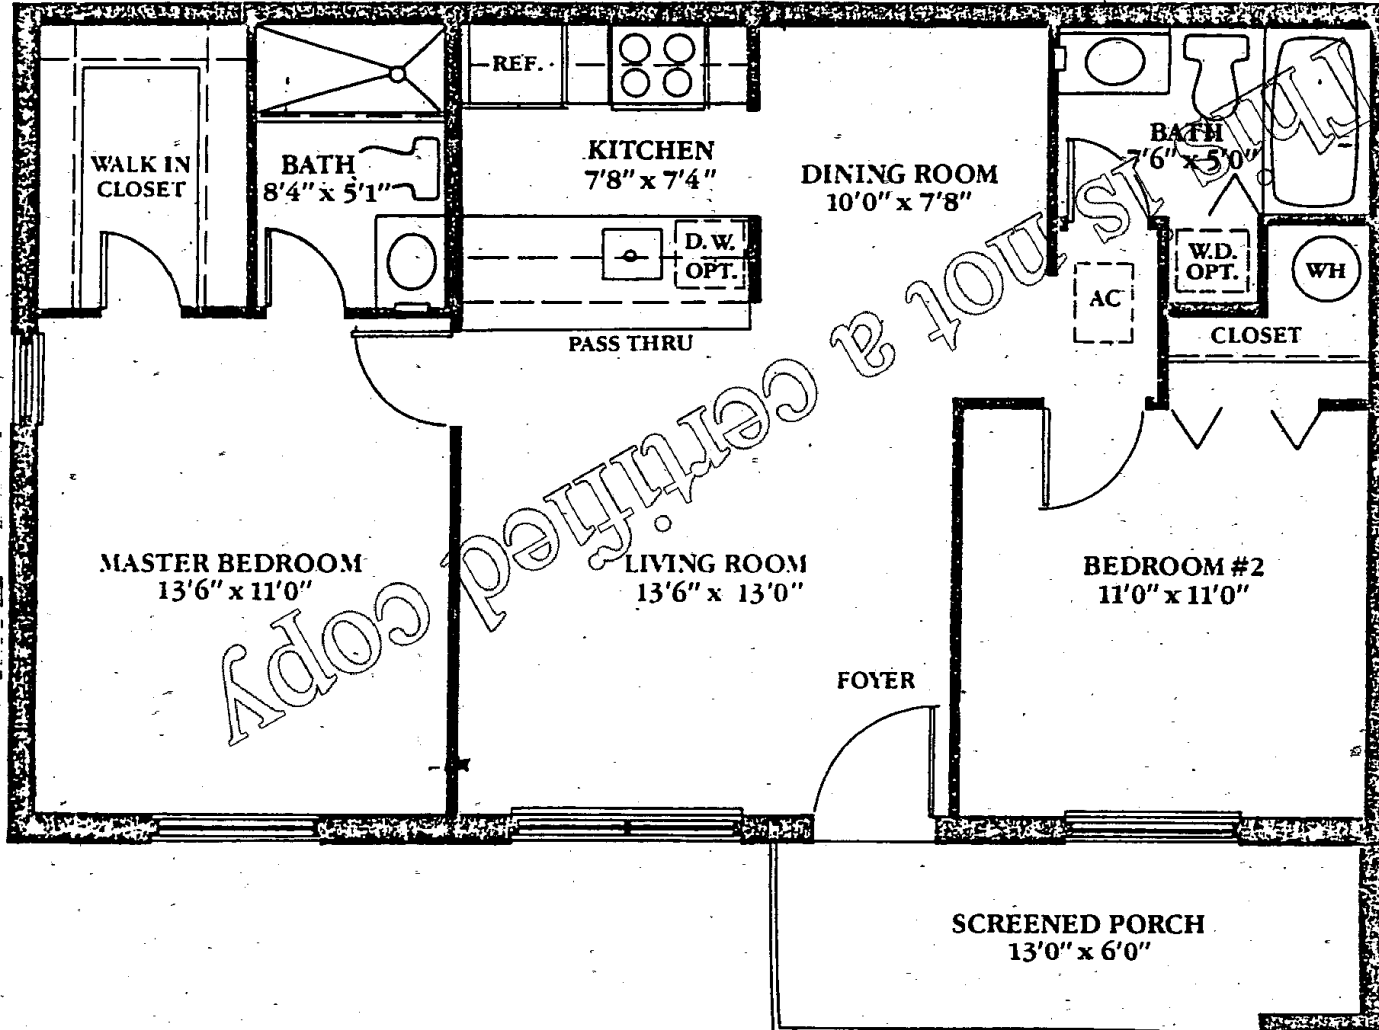 REF.
WALK IN
CLOSET
BATH
8'4" x 5'1"
KITCHEN
7'8" x 7'4"
DINING ROOM
10'0" x 7'8"
BATH
7'6" x 5'0"
D.W.
OPT.
W.D.
OPT.
WH
AC
CLOSET
PASS THRU
This is not a certified copy
MASTER BEDROOM
13'6" x 11'0"
LIVING ROOM
13'6" x 13'0"
BEDROOM #2
11'0" x 11'0"
FOYER
SCREENED PORCH
13'0" x 6'0"